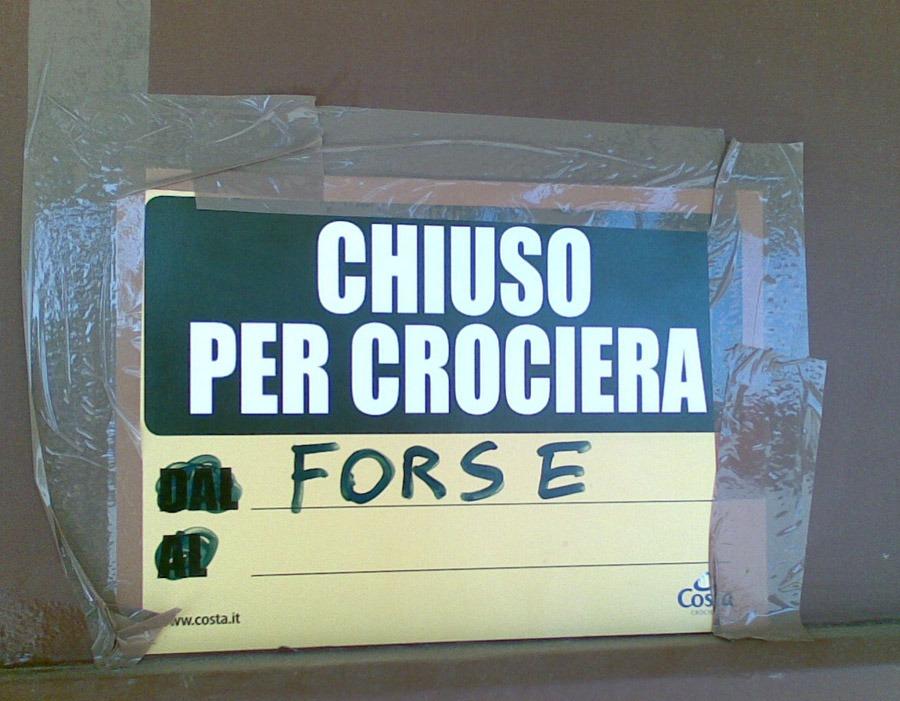 CHIUSO
PER CROCIERA
DAL FORSE
AL
www.costa.it
Costa